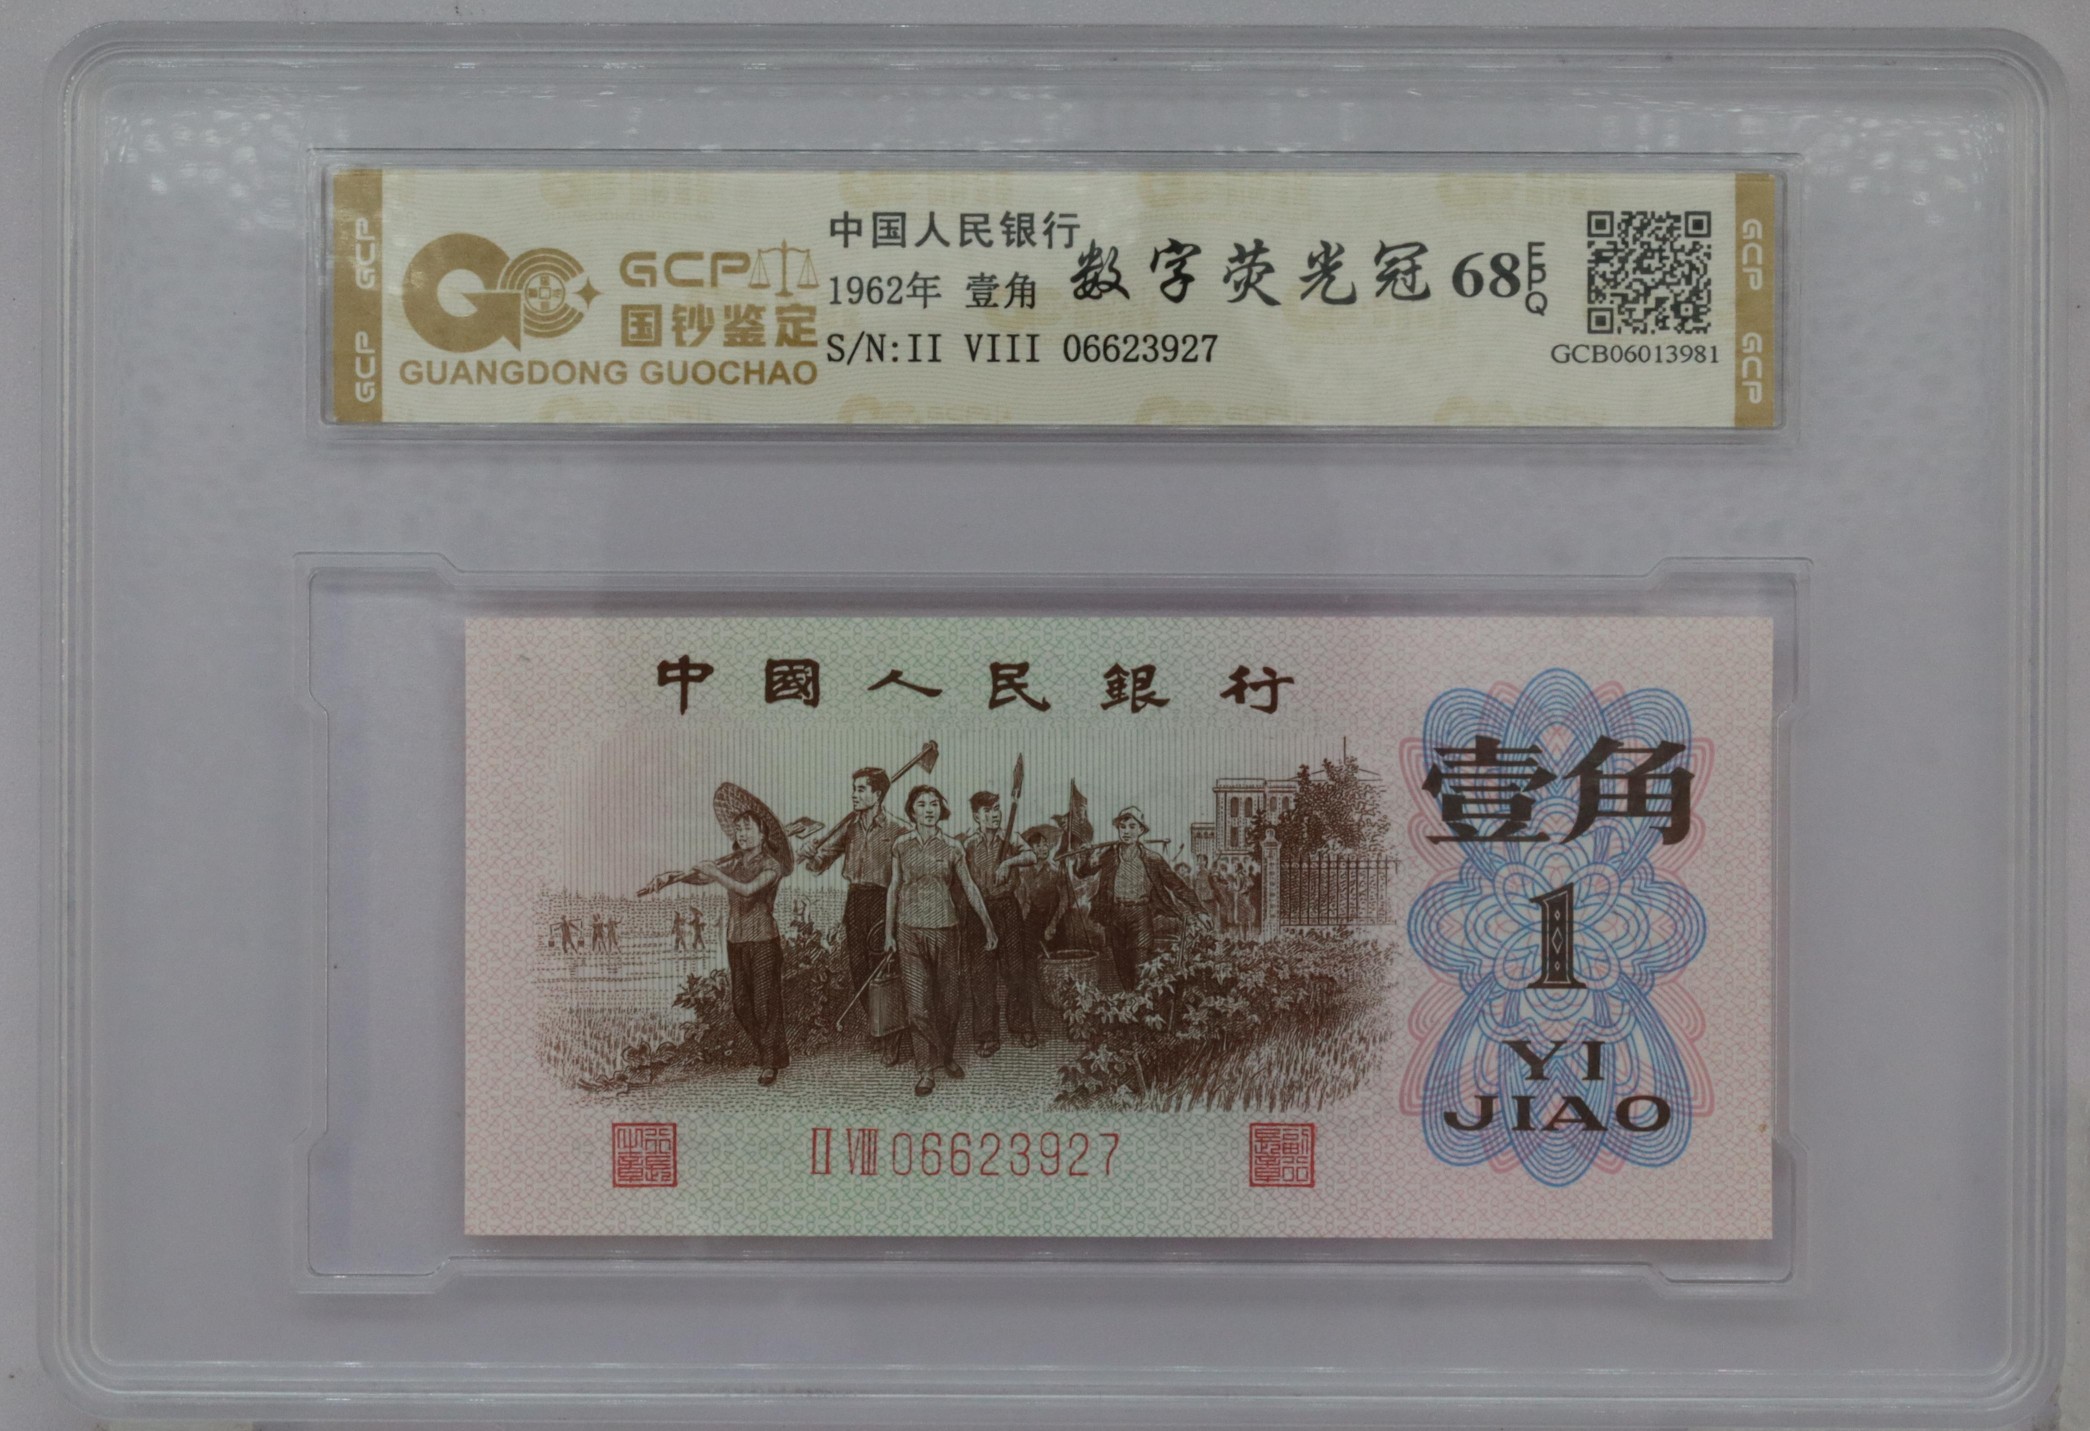 GCP GCP
GCP
国钞鉴定
GUANGDONG GUOCHAO
中国人民银行
1962年 壹角
S/N:II VIII 06623927
数字荧光冠 68 EPQ
GCB06013981
GCP GCP
中國人民銀行
壹角
1
YI
JIAO
II VIII 06623927